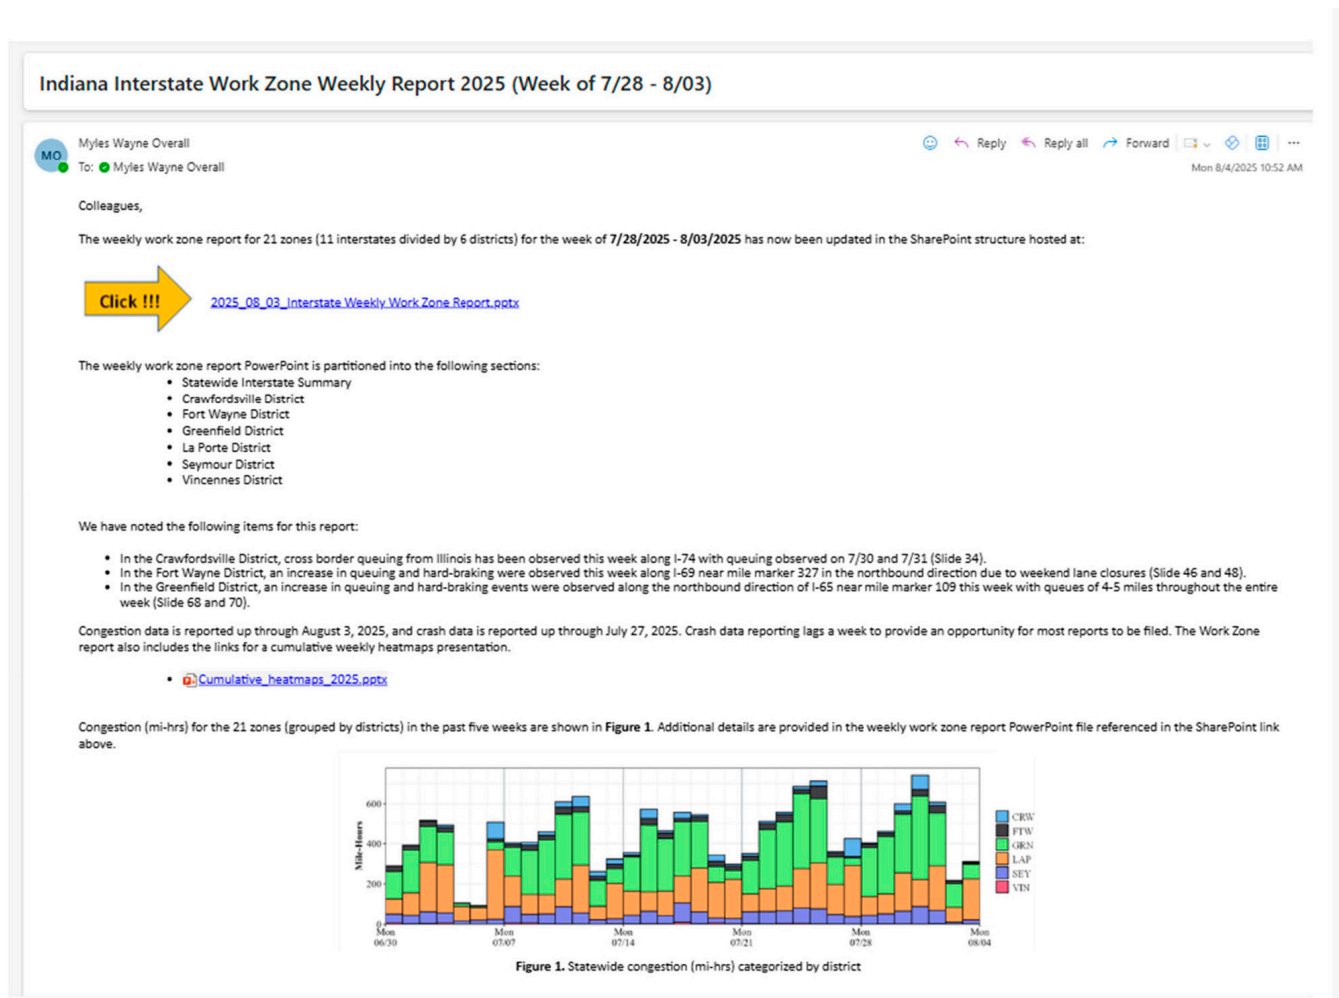 Indiana Interstate Work Zone Weekly Report 2025 (Week of 7/28 - 8/03)
MO
Myles Wayne Overall
To: Myles Wayne Overall
Reply
Reply all
Forward
Mon 8/4/2025 10:52 AM
Colleagues,
The weekly work zone report for 21 zones (11 interstates divided by 6 districts) for the week of 7/28/2025 - 8/03/2025 has now been updated in the SharePoint structure hosted at:
Click !!!
2025_08_03_Interstate Weekly Work Zone Report.pptx
The weekly work zone report PowerPoint is partitioned into the following sections:
• Statewide Interstate Summary
• Crawfordsville District
• Fort Wayne District
• Greenfield District
• La Porte District
• Seymour District
• Vincennes District
We have noted the following items for this report:
• In the Crawfordsville District, cross border queuing from Illinois has been observed this week along I-74 with queuing observed on 7/30 and 7/31 (Slide 34).
• In the Fort Wayne District, an increase in queuing and hard-braking were observed this week along I-69 near mile marker 327 in the northbound direction due to weekend lane closures (Slide 46 and 48).
• In the Greenfield District, an increase in queuing and hard-braking events were observed along the northbound direction of I-65 near mile marker 109 this week with queues of 4-5 miles throughout the entire
week (Slide 68 and 70).
Congestion data is reported up through August 3, 2025, and crash data is reported up through July 27, 2025. Crash data reporting lags a week to provide an opportunity for most reports to be filed. The Work Zone
report also includes the links for a cumulative weekly heatmaps presentation.
• Cumulative_heatmaps_2025.pptx
Congestion (mi-hrs) for the 21 zones (grouped by districts) in the past five weeks are shown in Figure 1. Additional details are provided in the weekly work zone report PowerPoint file referenced in the SharePoint link
above.
Mile-Hours
600
400
200
0
Mon 06/30
Mon 07/07
Mon 07/14
Mon 07/21
Mon 07/28
Mon 08/04
CRW
FTW
GRN
LAP
SEY
VIN
Figure 1. Statewide congestion (mi-hrs) categorized by district